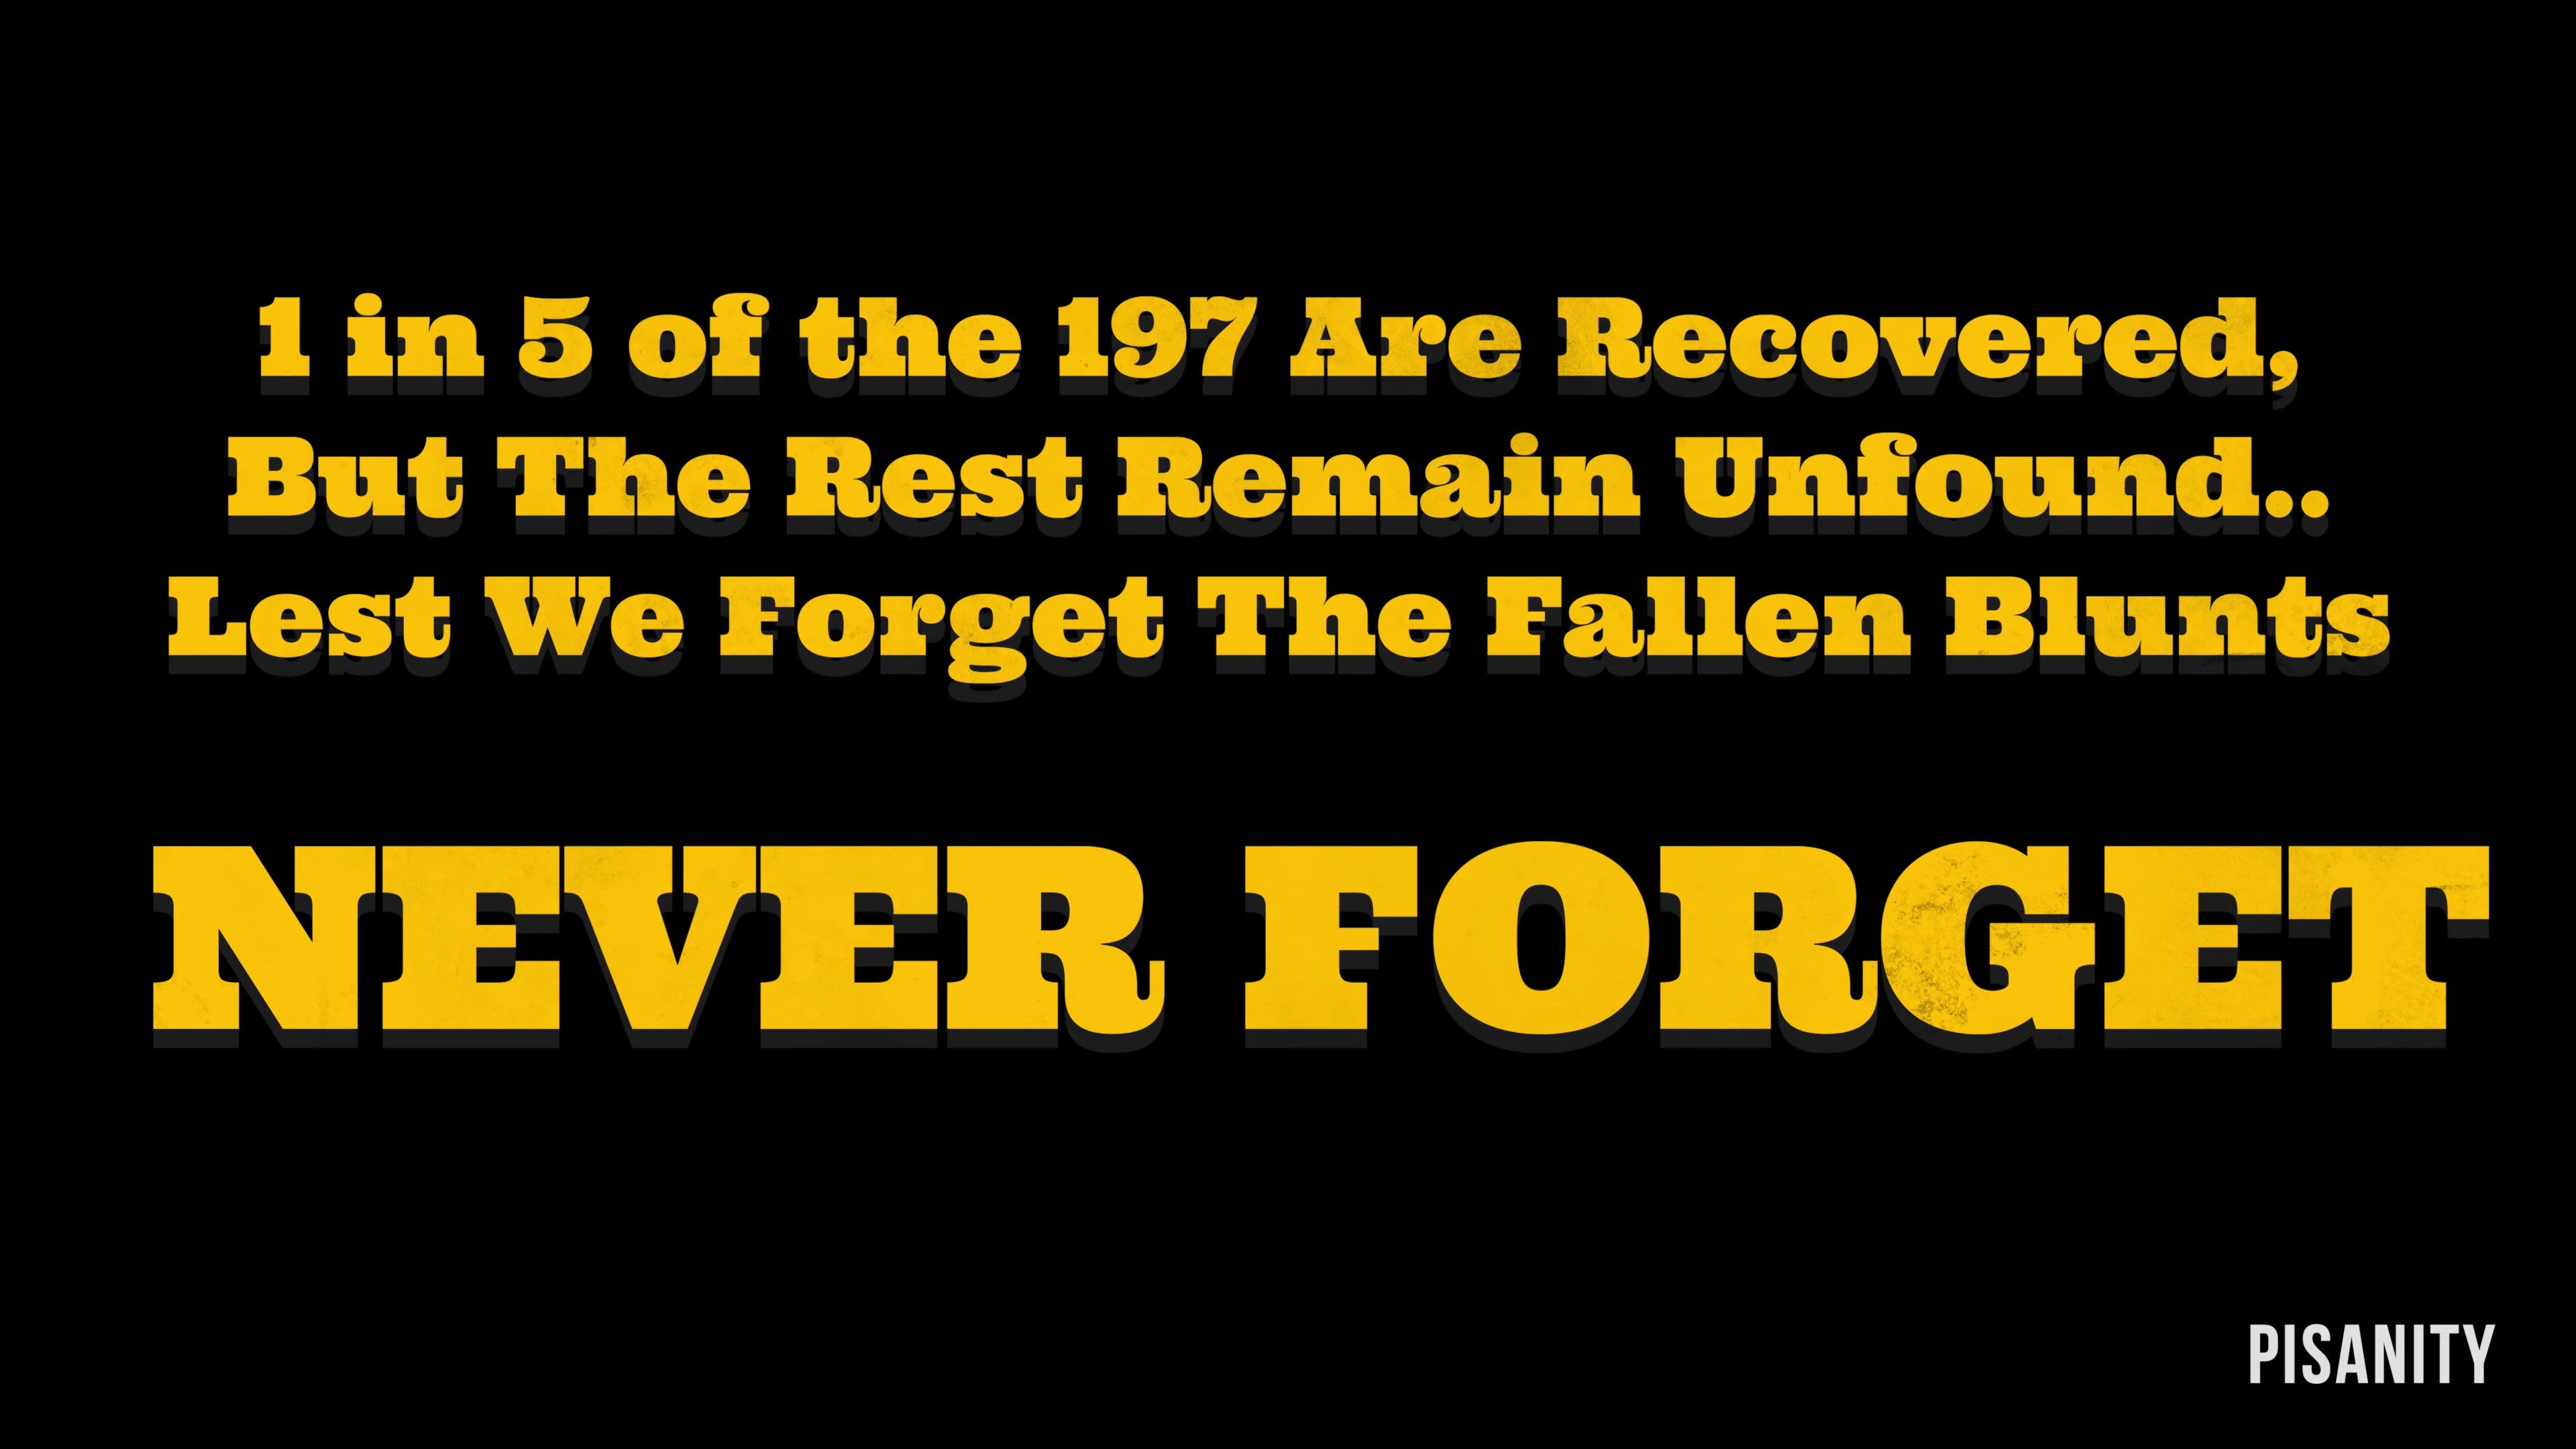 1 in 5 of the 197 Are Recovered,
But The Rest Remain Unfound..
Lest We Forget The Fallen Blunts
NEVER FORGET
PISANITY